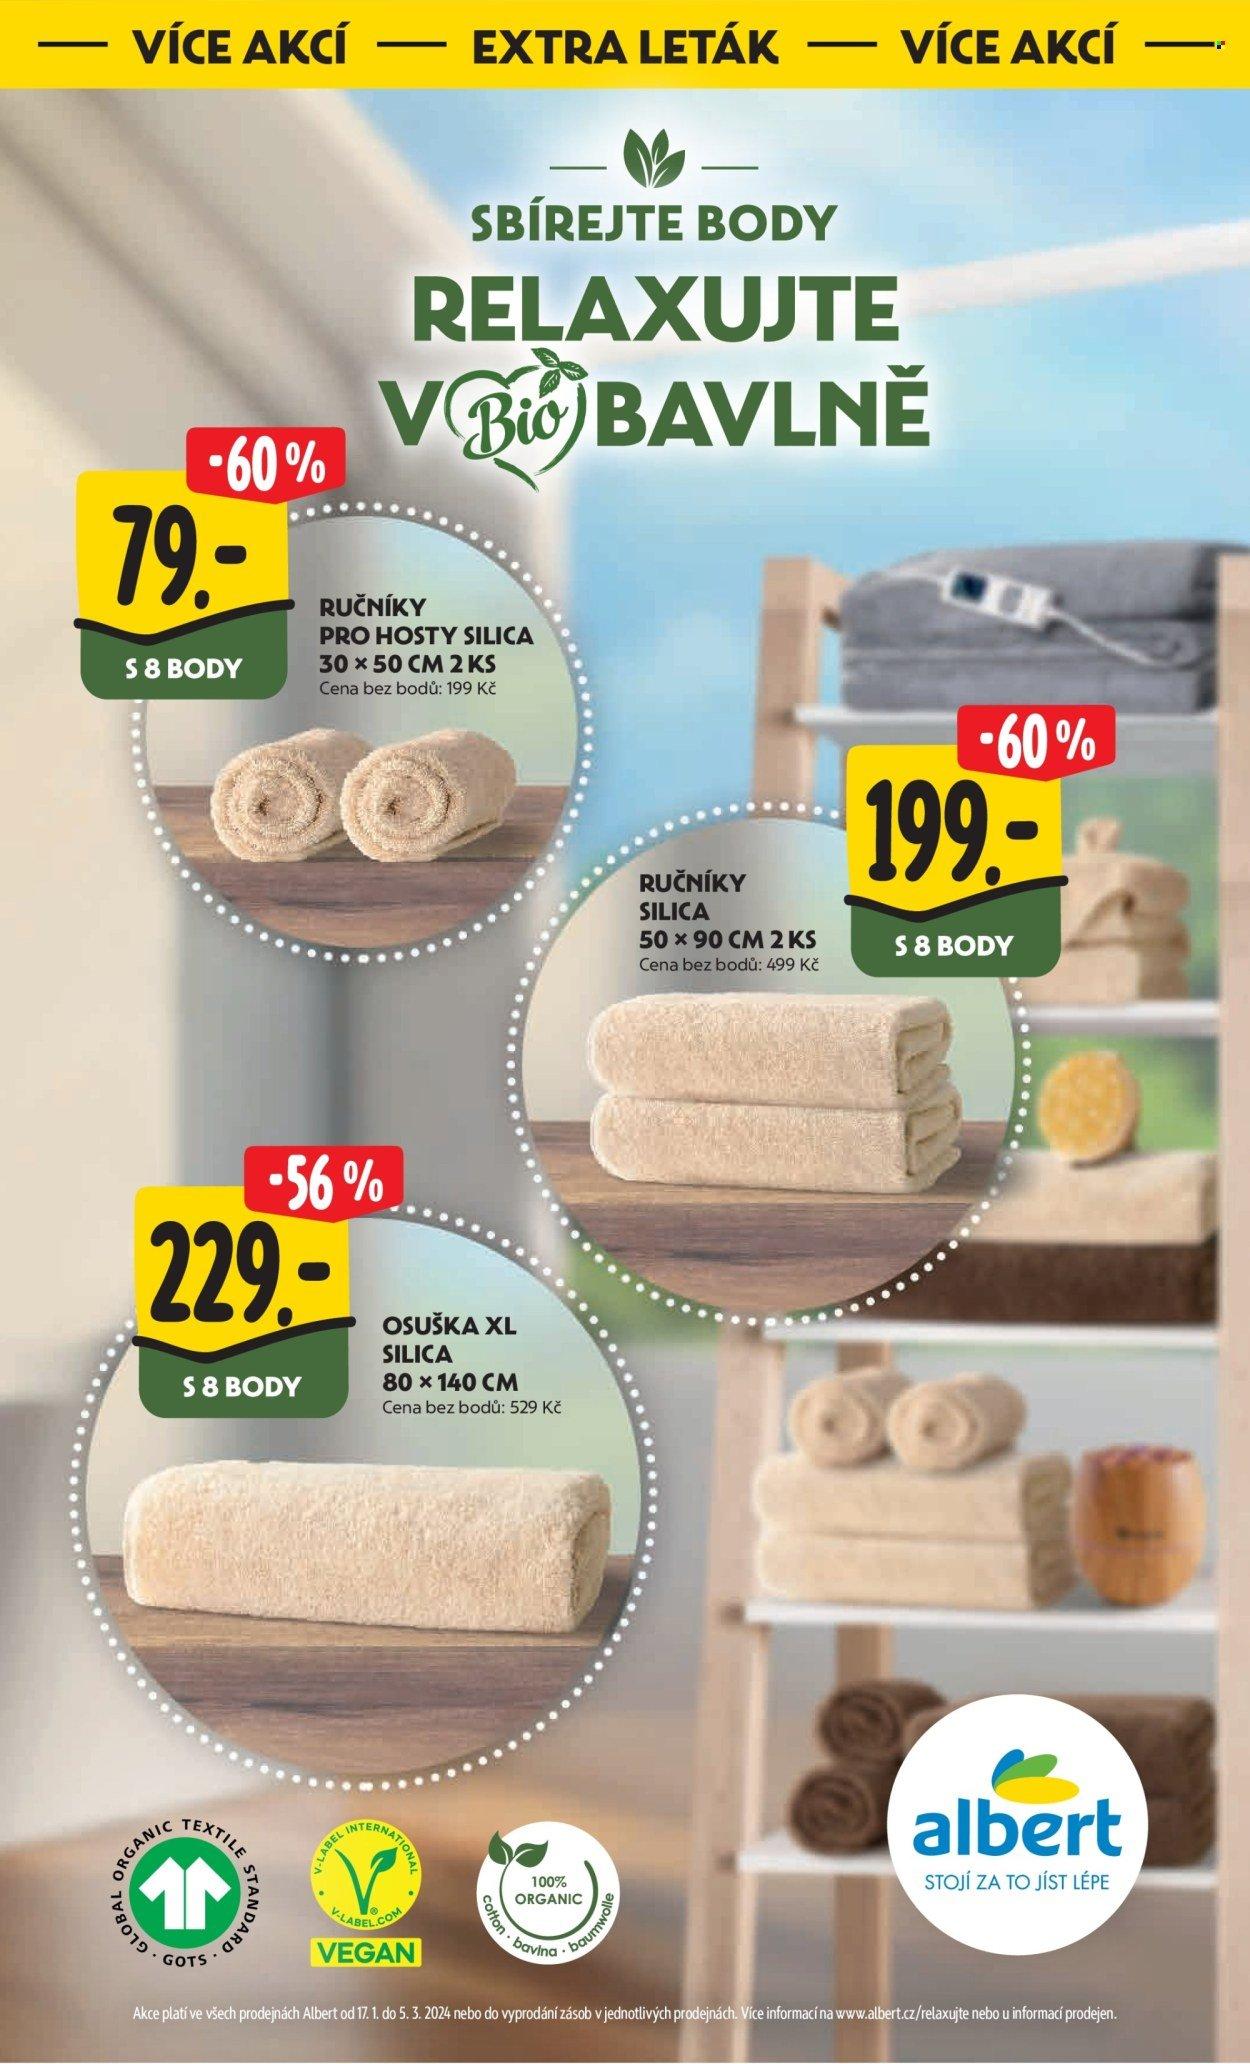 VÍCE AKCÍ — EXTRA LETÁK — VÍCE AKCÍ
SBÍREJTE BODY
RELAXUJTE
V Bio BAVLNĚ
-60 %
79.-
S 8 BODY
RUČNÍKY
PRO HOSTY SILICA
30 × 50 CM 2 KS
Cena bez bodů: 199 Kč
-60 %
199.-
S 8 BODY
RUČNÍKY
SILICA
50 × 90 CM 2 KS
Cena bez bodů: 499 Kč
-56 %
229.-
S 8 BODY
OSUŠKA XL
SILICA
80 × 140 CM
Cena bez bodů: 529 Kč
GLOBAL ORGANIC TEXTILE STANDARD · GOTS ·
V-LABEL INTERNATIONAL
V-LABEL.COM
VEGAN
100%
ORGANIC
cotton · bavlna · baumwolle
albert
STOJÍ ZA TO JÍST LÉPE
Akce platí ve všech prodejnách Albert od 17. 1. do 5. 3. 2024 nebo do vyprodání zásob v jednotlivých prodejnách. Více informací na www.albert.cz/relaxujte nebo u informací prodejen.